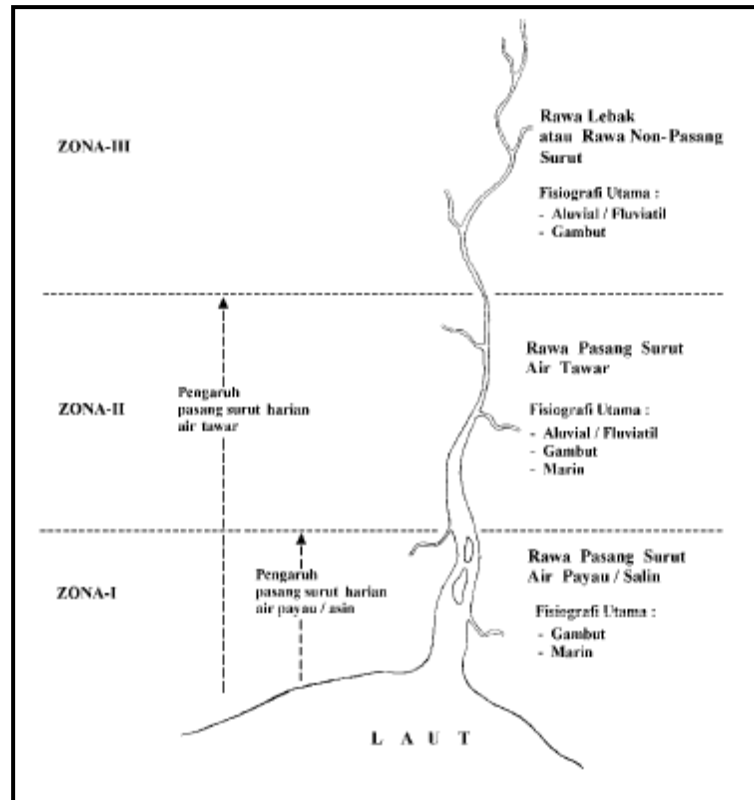 ZONA-III
Rawa Lebak
atau Rawa Non-Pasang
Surut
Fisiografi Utama :
- Aluvial / Fluviatil
- Gambut
ZONA-II
Pengaruh
pasang surut harian
air tawar
Rawa Pasang Surut
Air Tawar
Fisiografi Utama :
- Aluvial / Fluviatil
- Gambut
- Marin
ZONA-I
Pengaruh
pasang surut harian
air payau / asin
Rawa Pasang Surut
Air Payau / Salin
Fisiografi Utama :
- Gambut
- Marin
L A U T